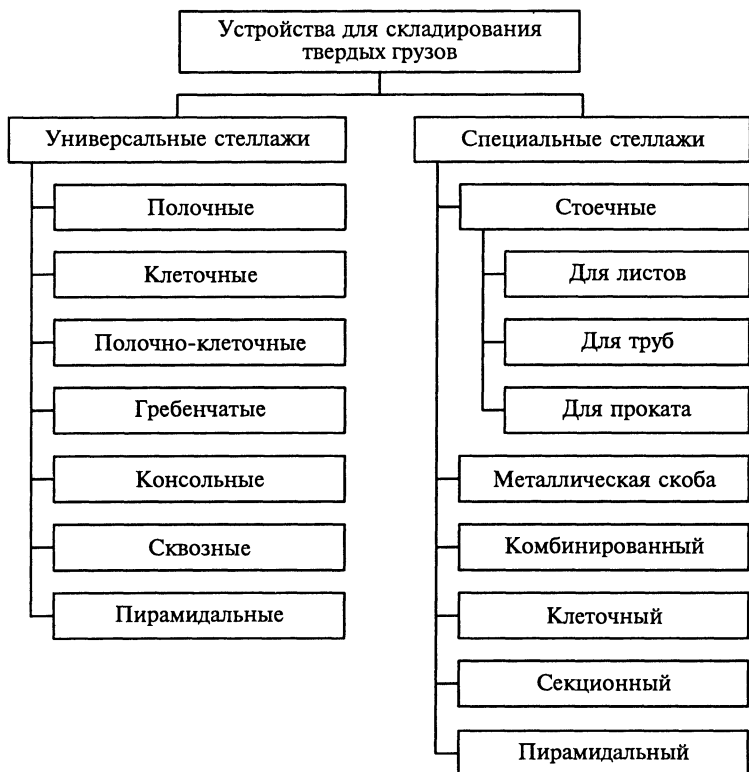 Устройства для складирования
твердых грузов
Универсальные стеллажи
Полочные
Клеточные
Полочно-клеточные
Гребенчатые
Консольные
Сквозные
Пирамидальные
Специальные стеллажи
Стоечные
Для листов
Для труб
Для проката
Металлическая скоба
Комбинированный
Клеточный
Секционный
Пирамидальный